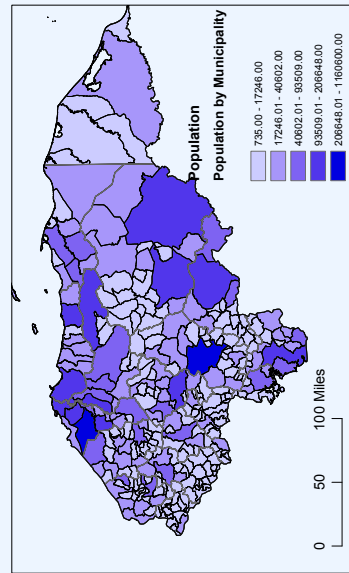 Population
Population by Municipality
735.00 - 17246.00
17246.01 - 40602.00
40602.01 - 93509.00
93509.01 - 206648.00
206648.01 - 1160600.00
0 50 100 Miles